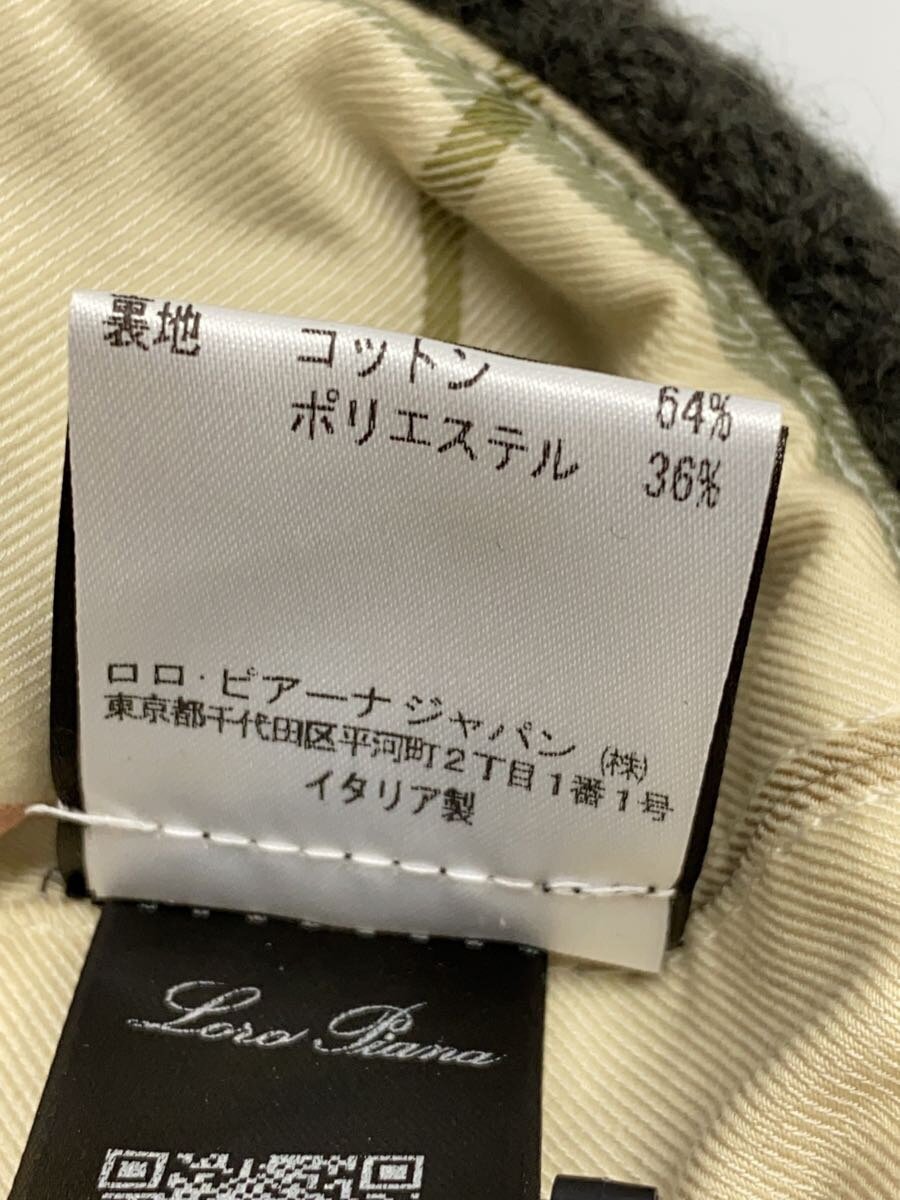 裏地 コットン 64%
ポリエステル 36%
ロロ・ピアーナジャパン (株)
東京都千代田区平河町2丁目1番1号
イタリア製
Loro Piana